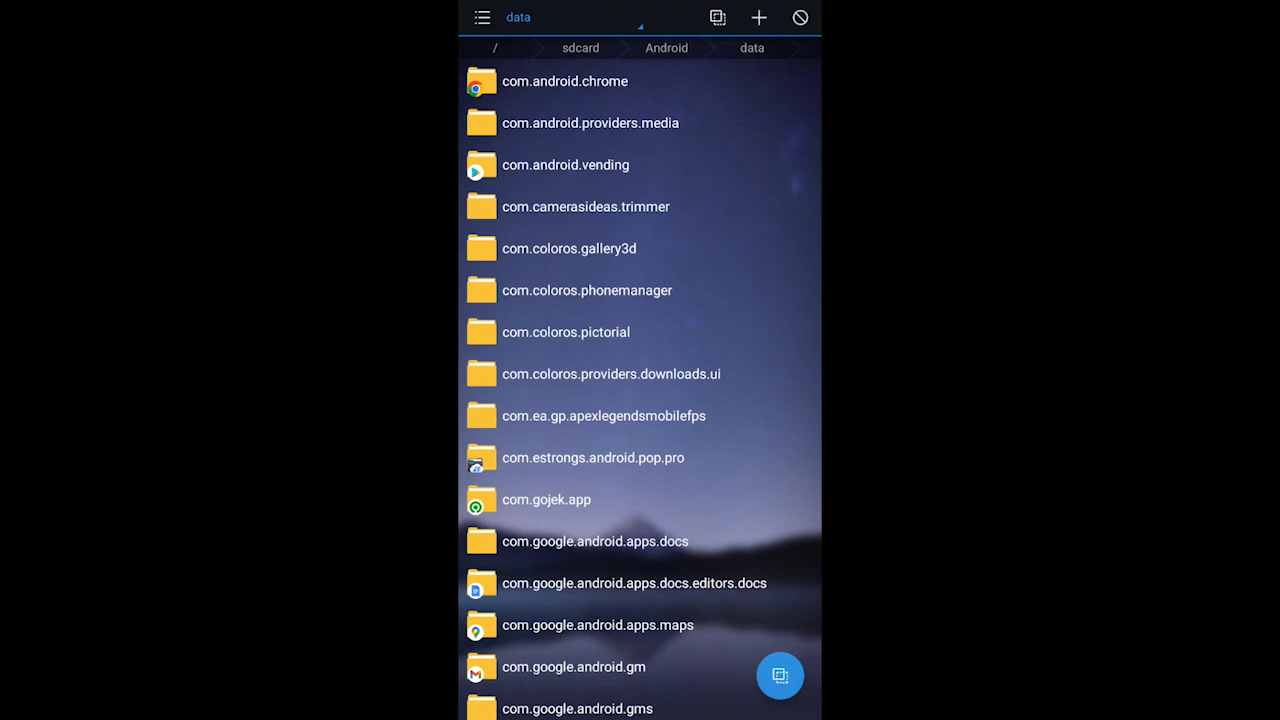 data
/ sdcard Android data
com.android.chrome
com.android.providers.media
com.android.vending
com.camerasideas.trimmer
com.coloros.gallery3d
com.coloros.phonemanager
com.coloros.pictorial
com.coloros.providers.downloads.ui
com.ea.gp.apexlegendsmobilefps
com.estrongs.android.pop.pro
com.gojek.app
com.google.android.apps.docs
com.google.android.apps.docs.editors.docs
com.google.android.apps.maps
com.google.android.gm
com.google.android.gms